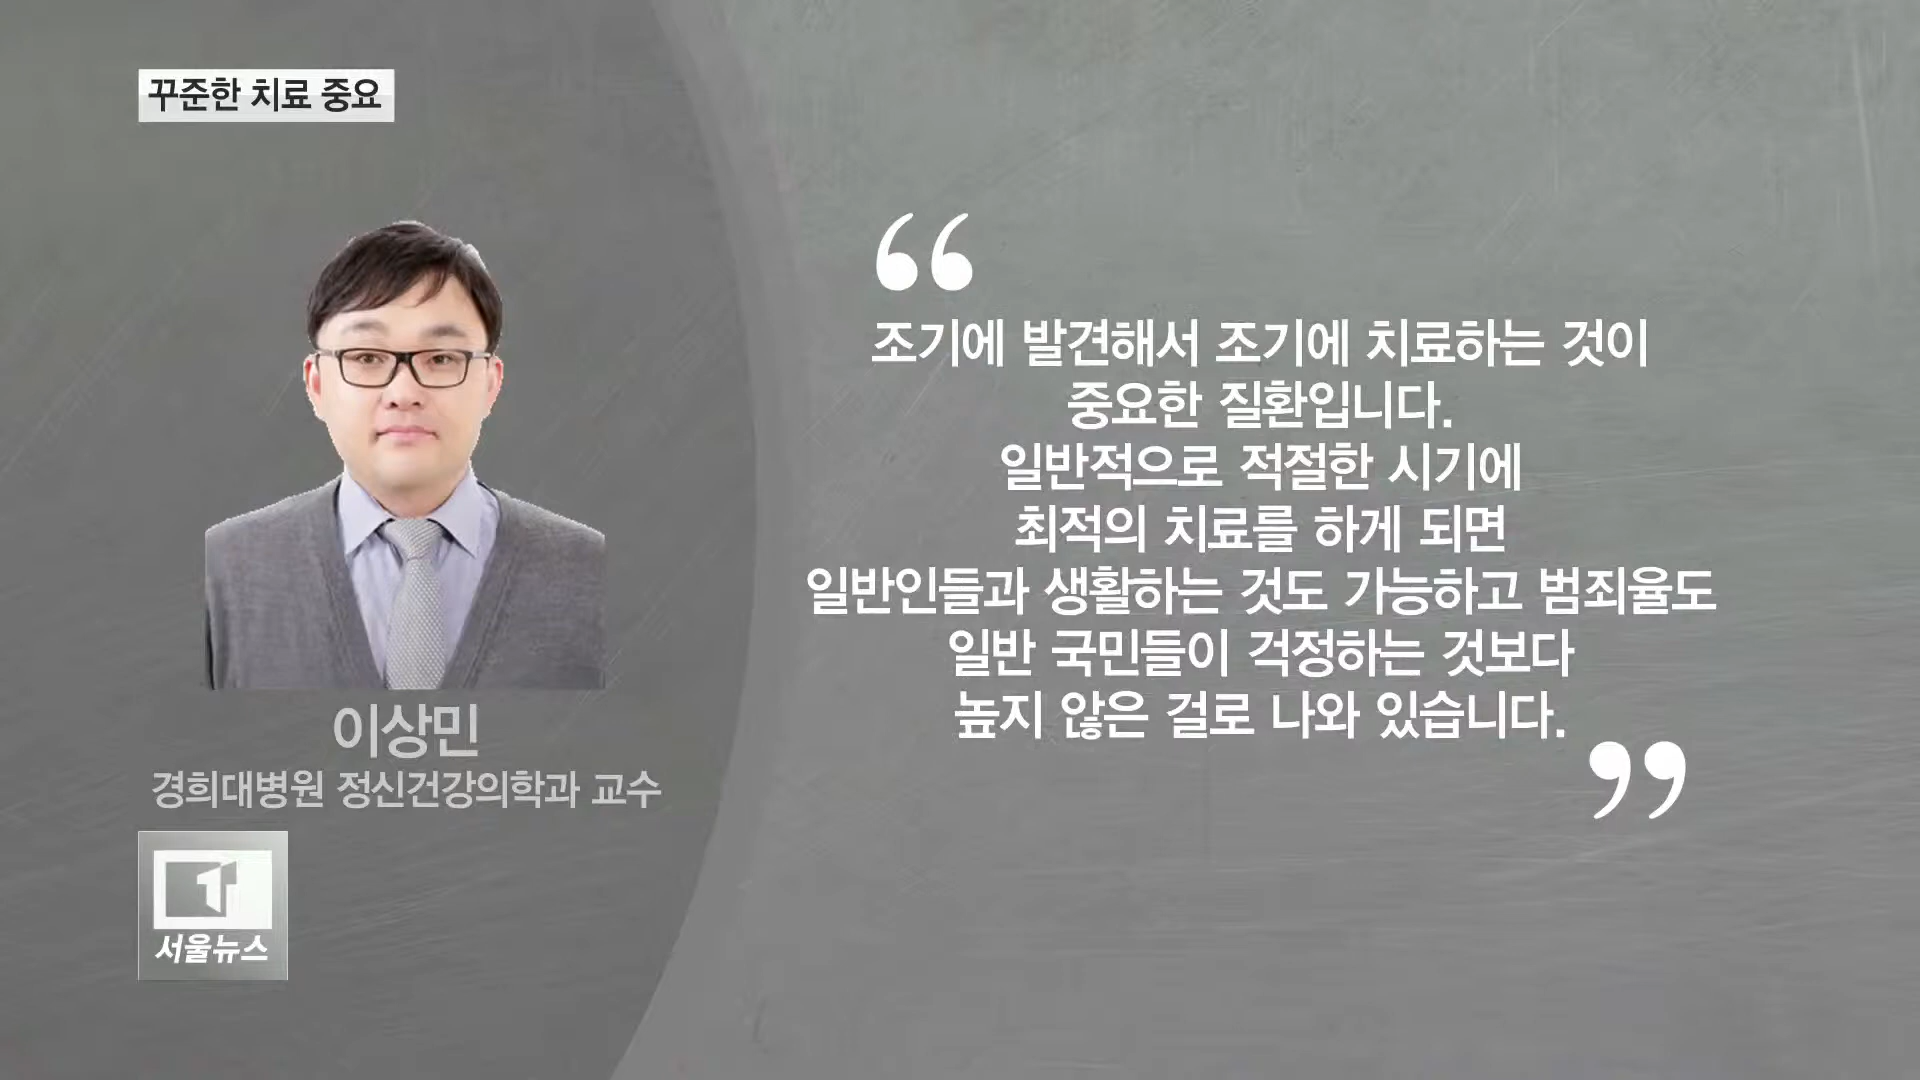 꾸준한 치료 중요
조기에 발견해서 조기에 치료하는 것이
중요한 질환입니다.
일반적으로 적절한 시기에
최적의 치료를 하게 되면
일반인들과 생활하는 것도 가능하고 범죄율도
일반 국민들이 걱정하는 것보다
높지 않은 걸로 나와 있습니다.
이상민
경희대병원 정신건강의학과 교수
서울뉴스